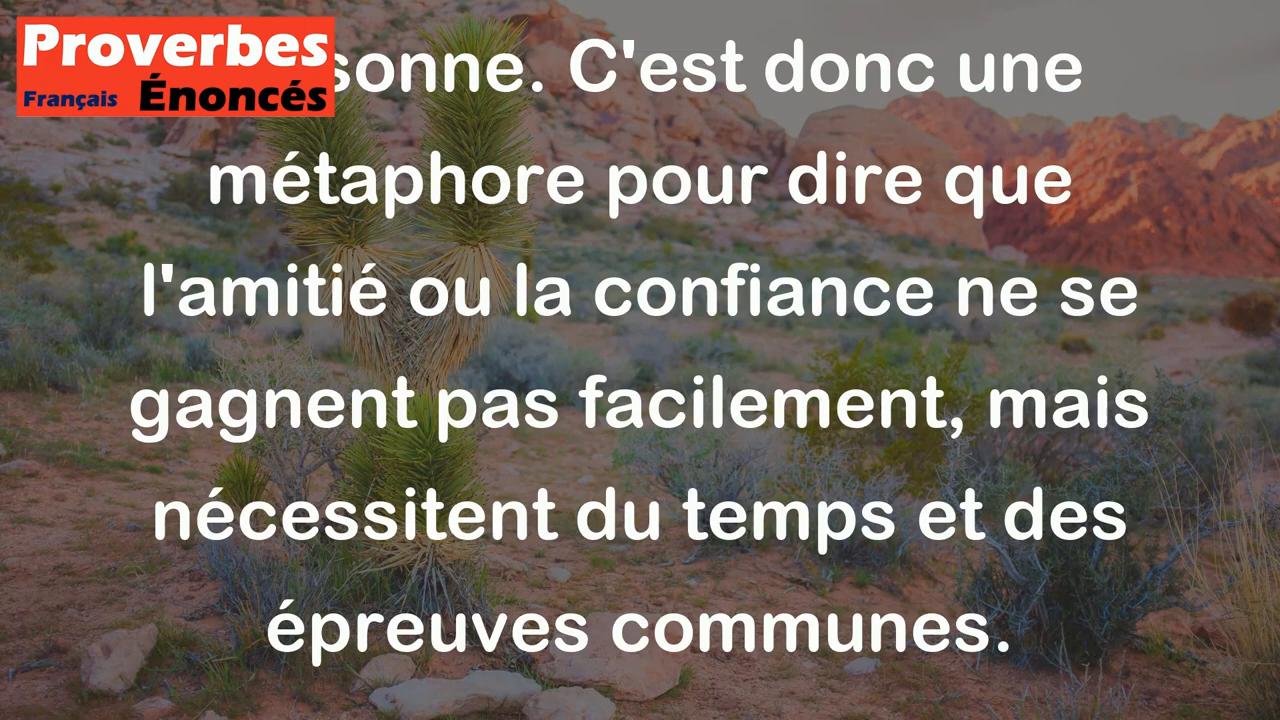 Proverbes
Français Énoncés
sonne. C'est donc une
métaphore pour dire que
l'amitié ou la confiance ne se
gagnent pas facilement, mais
nécessitent du temps et des
épreuves communes.